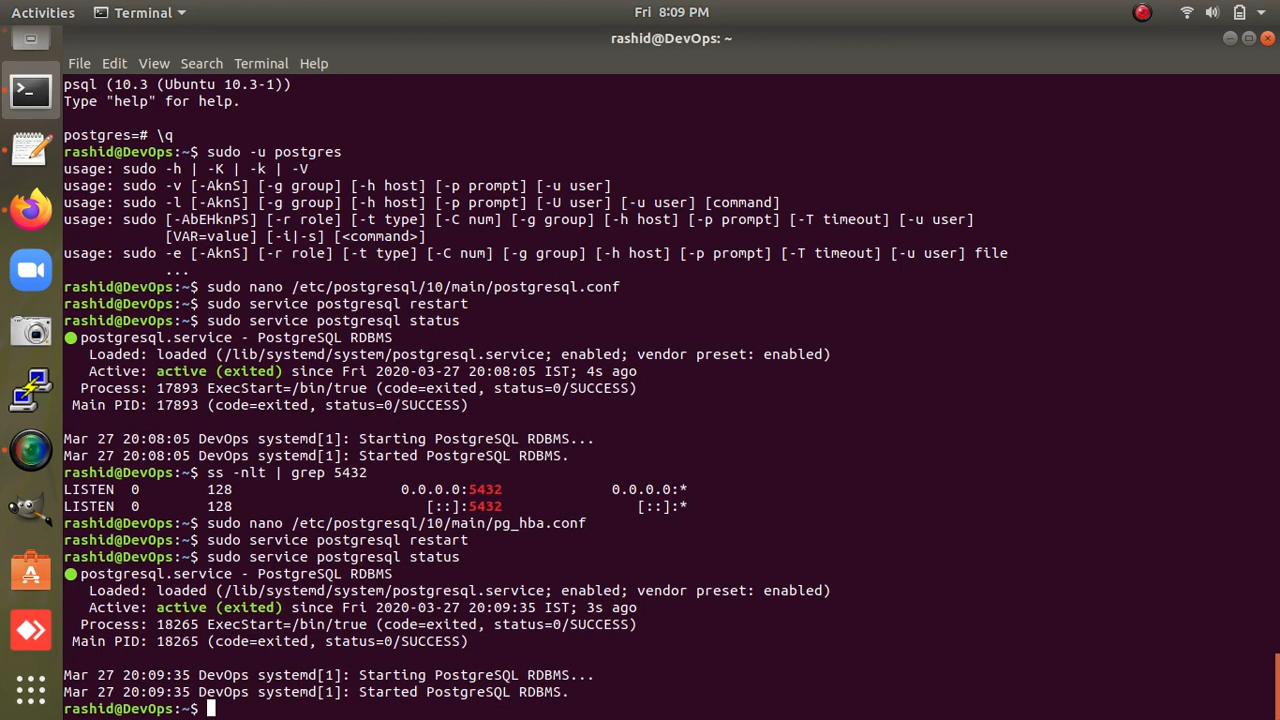 Activities
Terminal
Fri 8:09 PM
rashid@DevOps: ~
File Edit View Search Terminal Help
psql (10.3 (Ubuntu 10.3-1))
Type "help" for help.
postgres=# \q
rashid@DevOps:~$ sudo -u postgres
usage: sudo -h | -K | -k | -V
usage: sudo -v [-AknS] [-g group] [-h host] [-p prompt] [-u user]
usage: sudo -l [-AknS] [-g group] [-h host] [-p prompt] [-U user] [-u user] [command]
usage: sudo [-AbEHknPS] [-r role] [-t type] [-C num] [-g group] [-h host] [-p prompt] [-T timeout] [-u user]
[VAR=value] [-i|-s] [<command>]
usage: sudo -e [-AknS] [-r role] [-t type] [-C num] [-g group] [-h host] [-p prompt] [-T timeout] [-u user] file
...
rashid@DevOps:~$ sudo nano /etc/postgresql/10/main/postgresql.conf
rashid@DevOps:~$ sudo service postgresql restart
rashid@DevOps:~$ sudo service postgresql status
● postgresql.service - PostgreSQL RDBMS
Loaded: loaded (/lib/systemd/system/postgresql.service; enabled; vendor preset: enabled)
Active: active (exited) since Fri 2020-03-27 20:08:05 IST; 4s ago
Process: 17893 ExecStart=/bin/true (code=exited, status=0/SUCCESS)
Main PID: 17893 (code=exited, status=0/SUCCESS)
Mar 27 20:08:05 DevOps systemd[1]: Starting PostgreSQL RDBMS...
Mar 27 20:08:05 DevOps systemd[1]: Started PostgreSQL RDBMS.
rashid@DevOps:~$ ss -nlt | grep 5432
LISTEN 0 128 0.0.0.0:5432 0.0.0.0:*
LISTEN 0 128 [::]:5432 [::]:*
rashid@DevOps:~$ sudo nano /etc/postgresql/10/main/pg_hba.conf
rashid@DevOps:~$ sudo service postgresql restart
rashid@DevOps:~$ sudo service postgresql status
● postgresql.service - PostgreSQL RDBMS
Loaded: loaded (/lib/systemd/system/postgresql.service; enabled; vendor preset: enabled)
Active: active (exited) since Fri 2020-03-27 20:09:35 IST; 3s ago
Process: 18265 ExecStart=/bin/true (code=exited, status=0/SUCCESS)
Main PID: 18265 (code=exited, status=0/SUCCESS)
Mar 27 20:09:35 DevOps systemd[1]: Starting PostgreSQL RDBMS...
Mar 27 20:09:35 DevOps systemd[1]: Started PostgreSQL RDBMS.
rashid@DevOps:~$